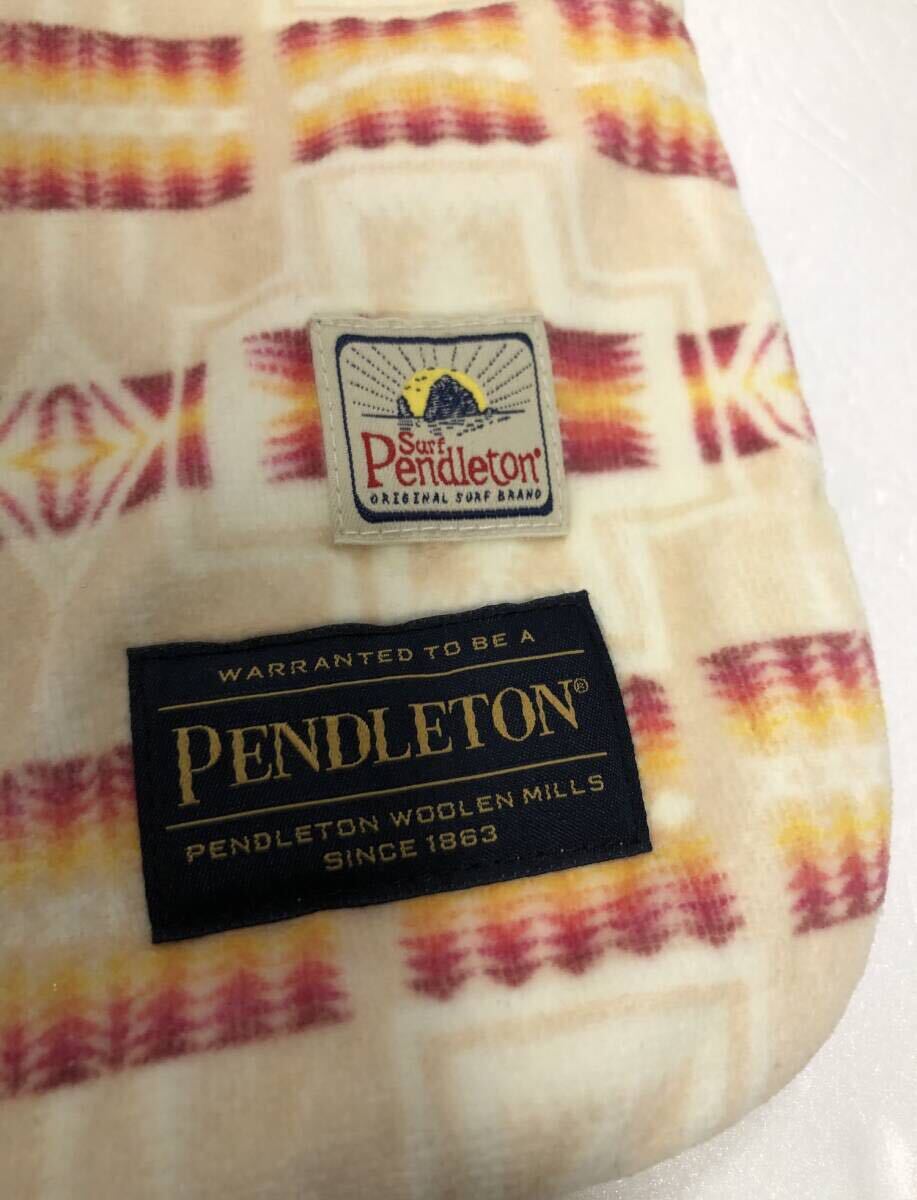 Surf
Pendleton®
ORIGINAL SURF BRAND
WARRANTED TO BE A
PENDLETON®
PENDLETON WOOLEN MILLS
SINCE 1863